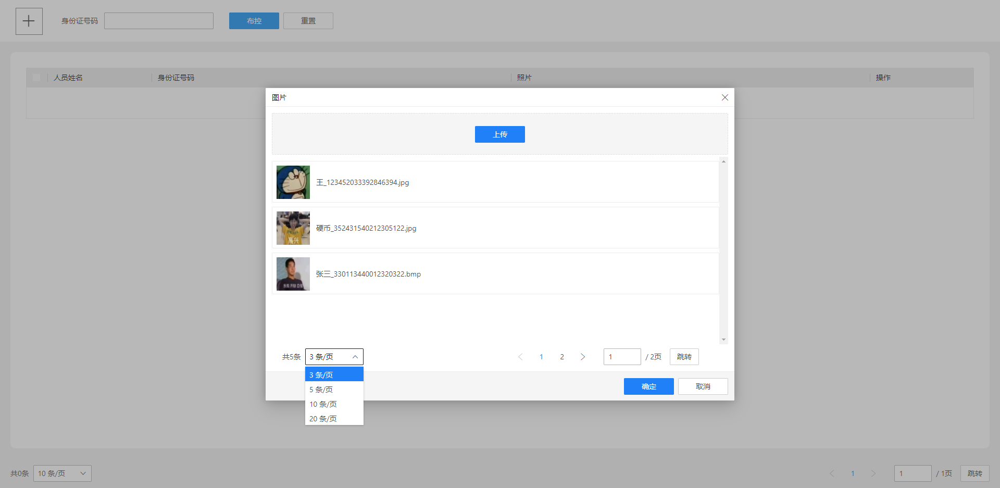 身份证号码
布控
重置
人员姓名
身份证号码
照片
操作
图片
上传
王_123452033392846394.jpg
高兴
硬币_352431540212305122.jpg
张三_330113440012320322.bmp
共5条
3 条/页
1
2
1
/ 2页
跳转
3 条/页
5 条/页
10 条/页
20 条/页
确定
取消
共0条
10 条/页
1
1
/ 1页
跳转